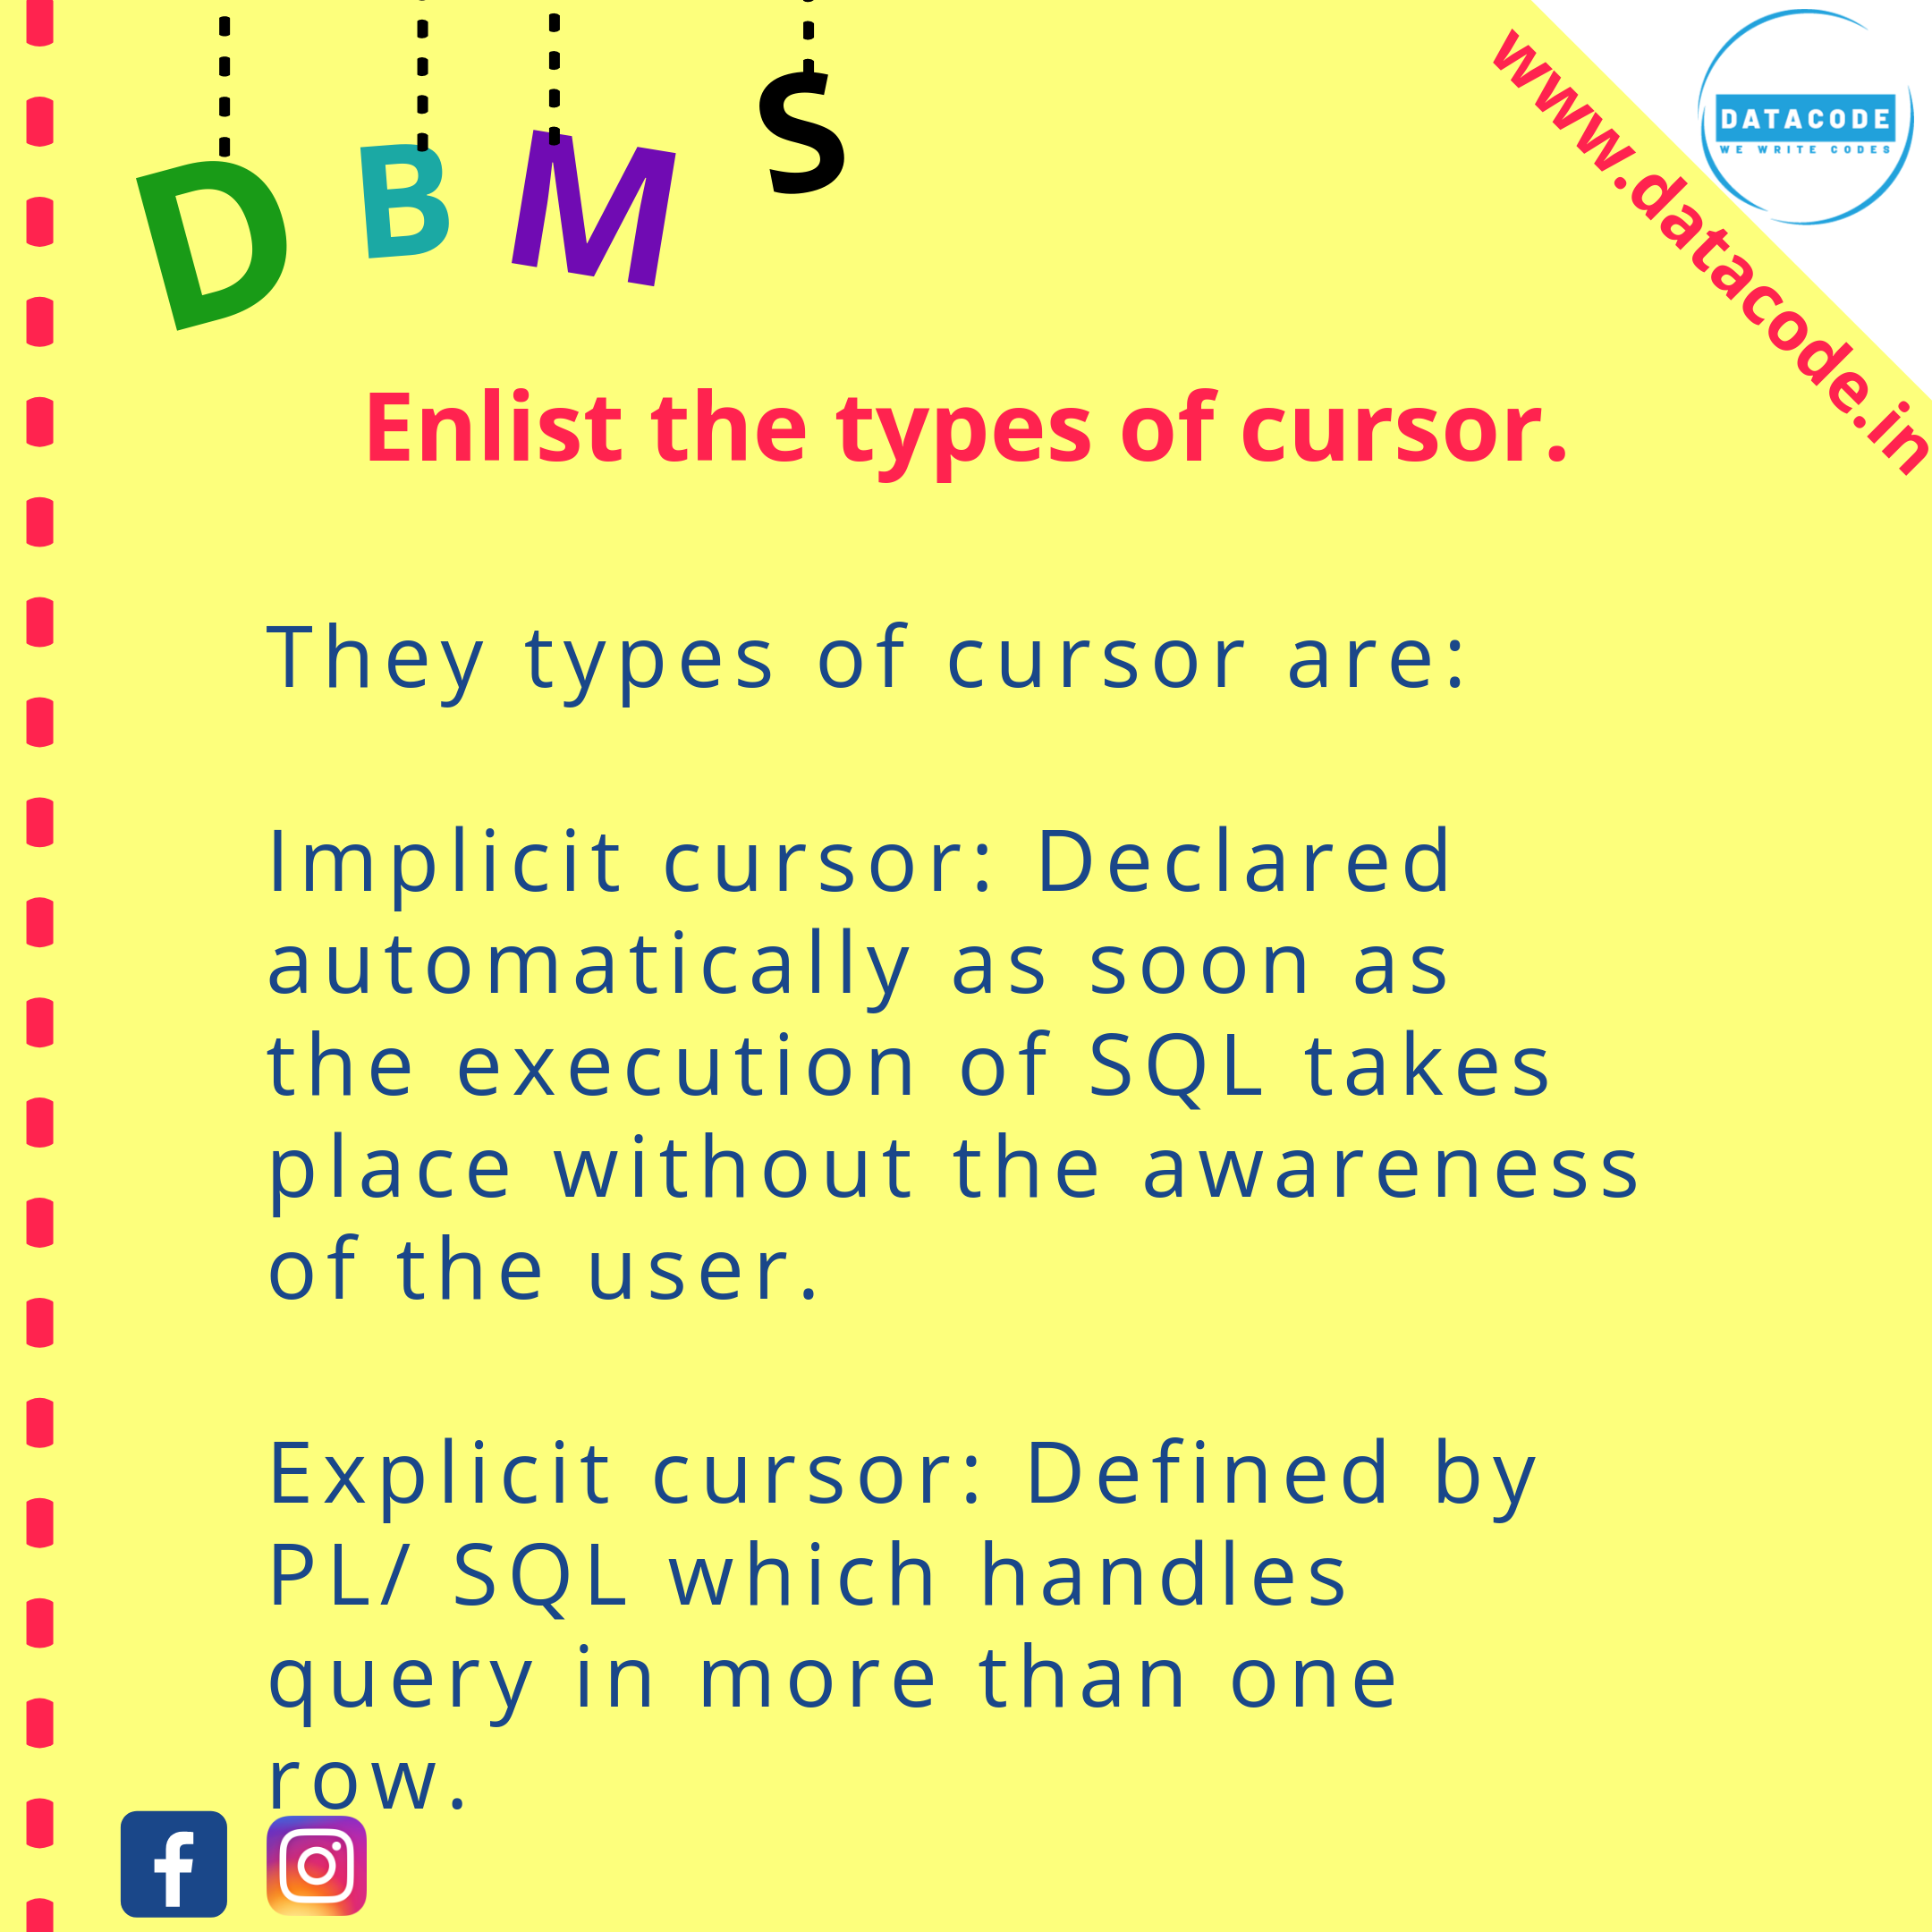 D B M S
DATACODE
WE WRITE CODES
www.datacode.in
Enlist the types of cursor.
They types of cursor are:
Implicit cursor: Declared
automatically as soon as
the execution of SQL takes
place without the awareness
of the user.
Explicit cursor: Defined by
PL/ SQL which handles
query in more than one
row.